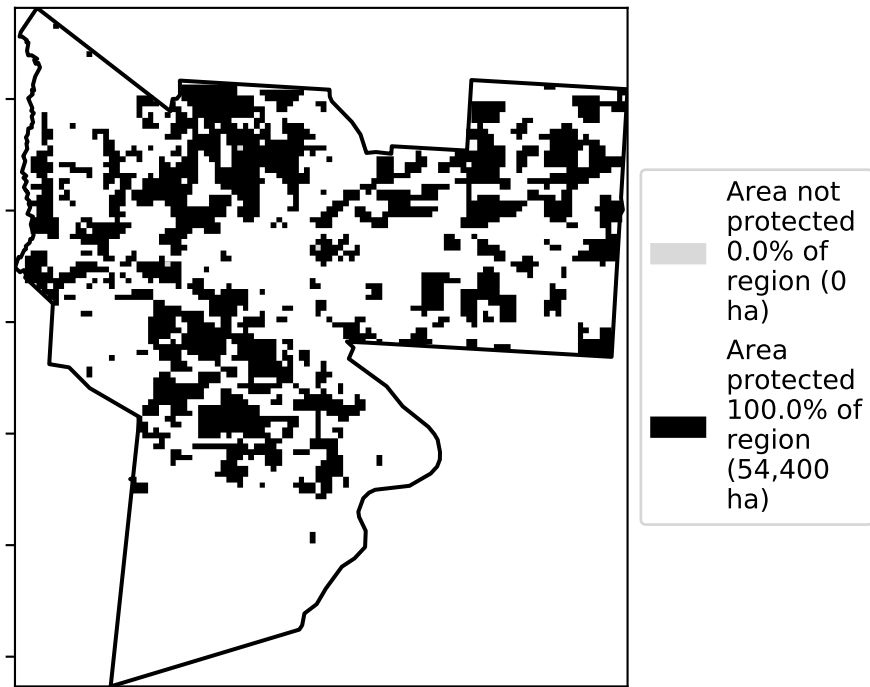 Area not
protected
0.0% of
region (0
ha)
Area
protected
100.0% of
region
(54,400
ha)